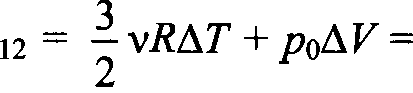 ₁₂ = 3/2 νRΔT + p₀ΔV =